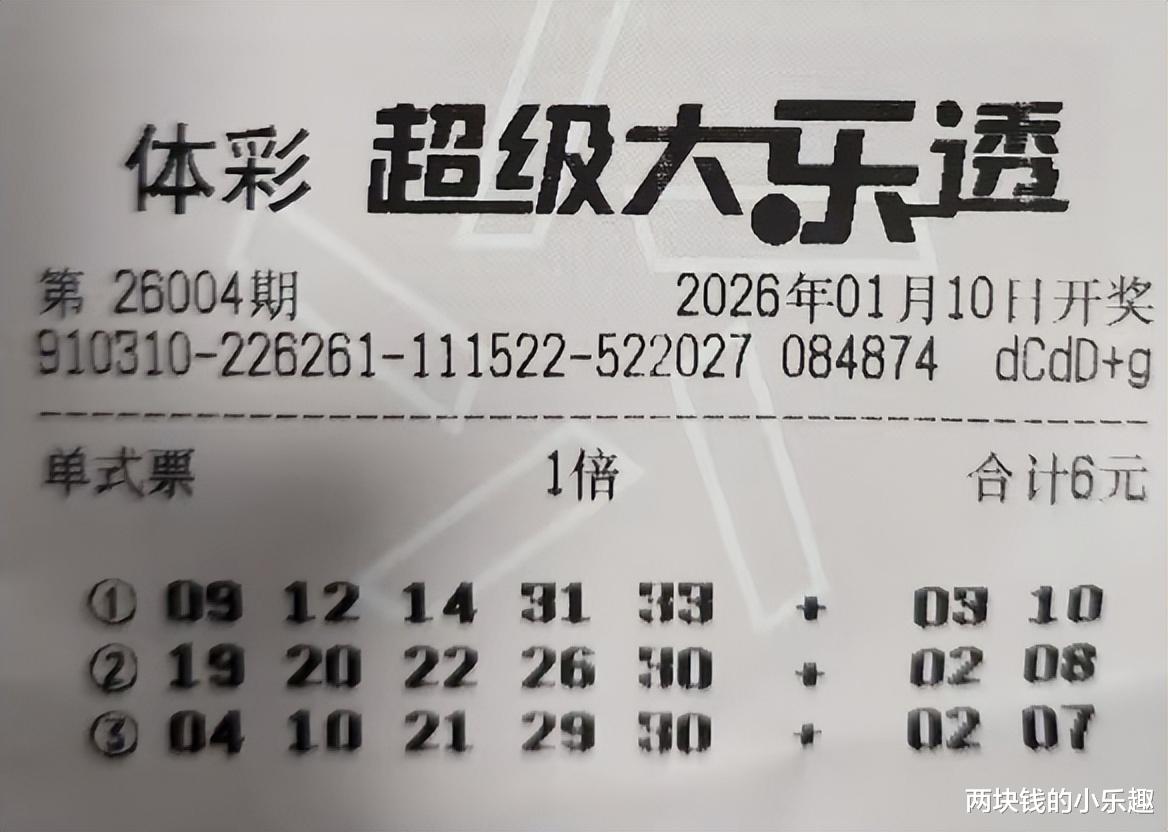 体彩 超级大乐透
第 26004期 2026年01月10日开奖
910310-226261-111522-522027 084874 dCdD+g
单式票 1倍 合计6元
① 09 12 14 31 33 + 03 10
② 19 20 22 26 30 + 02 08
③ 04 10 21 29 30 + 02 07
两块钱的小乐趣